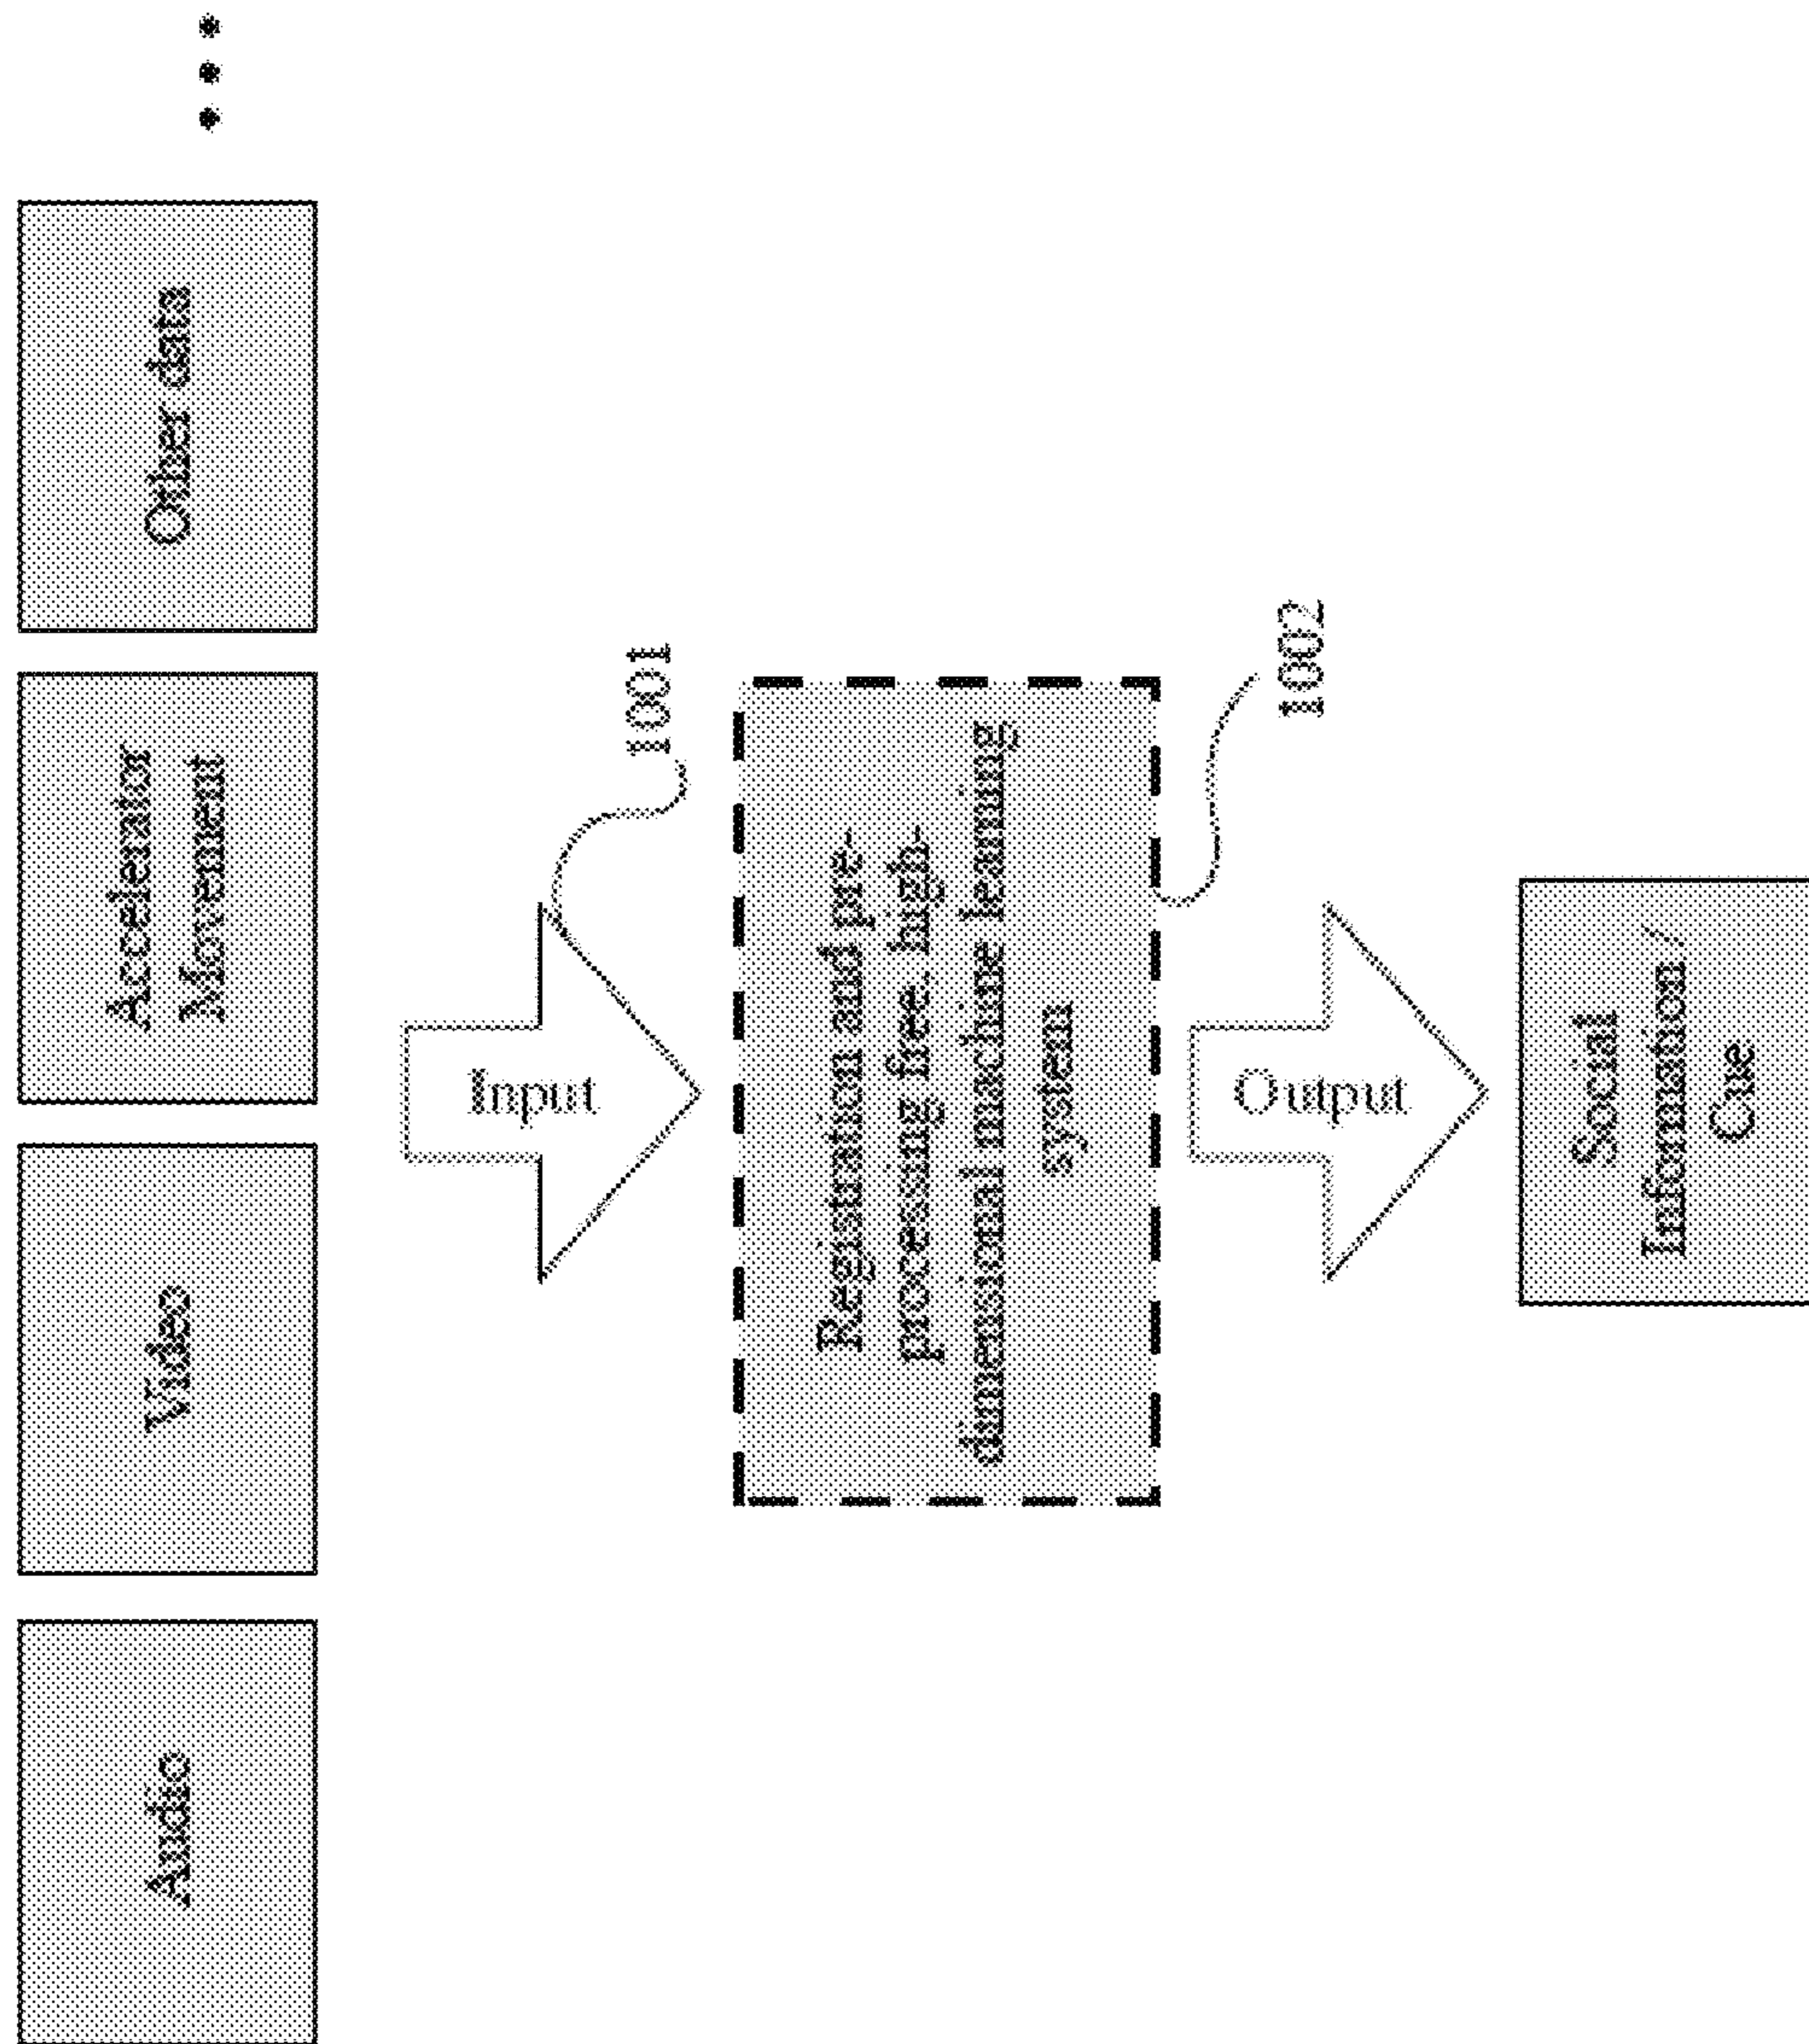 Audio
Video
Accelerator
Movement
Other data
Input
1001
Registration and pre-
processing free, high-
dimensional machine learning
system
1002
Output
Social
Information /
Cue